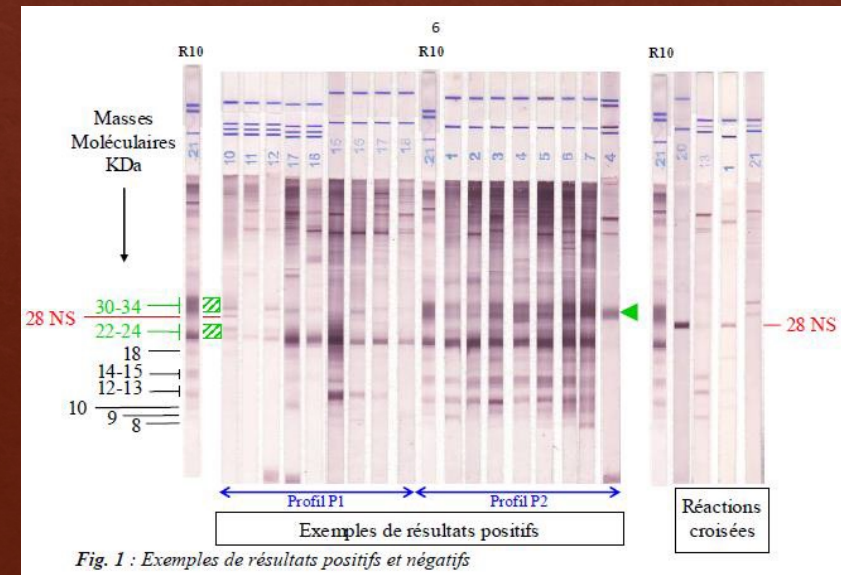 6
R10
R10
R10
Masses
Moléculaires
KDa
21
10
11
12
17
16
15
16
17
18
21
1
2
3
4
5
6
7
4
21
20
13
1
21
30-34
28 NS
22-24
18
14-15
12-13
10
9
8
28 NS
Profil P1
Profil P2
Exemples de résultats positifs
Réactions
croisées
Fig. 1 : Exemples de résultats positifs et négatifs